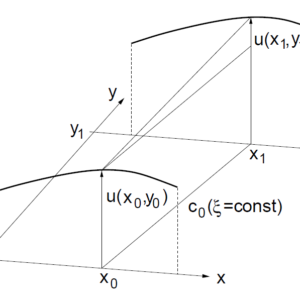 u(x₁,y
y
y₁
x₁
u(x₀,y₀)
c₀(ξ=const)
x
x₀